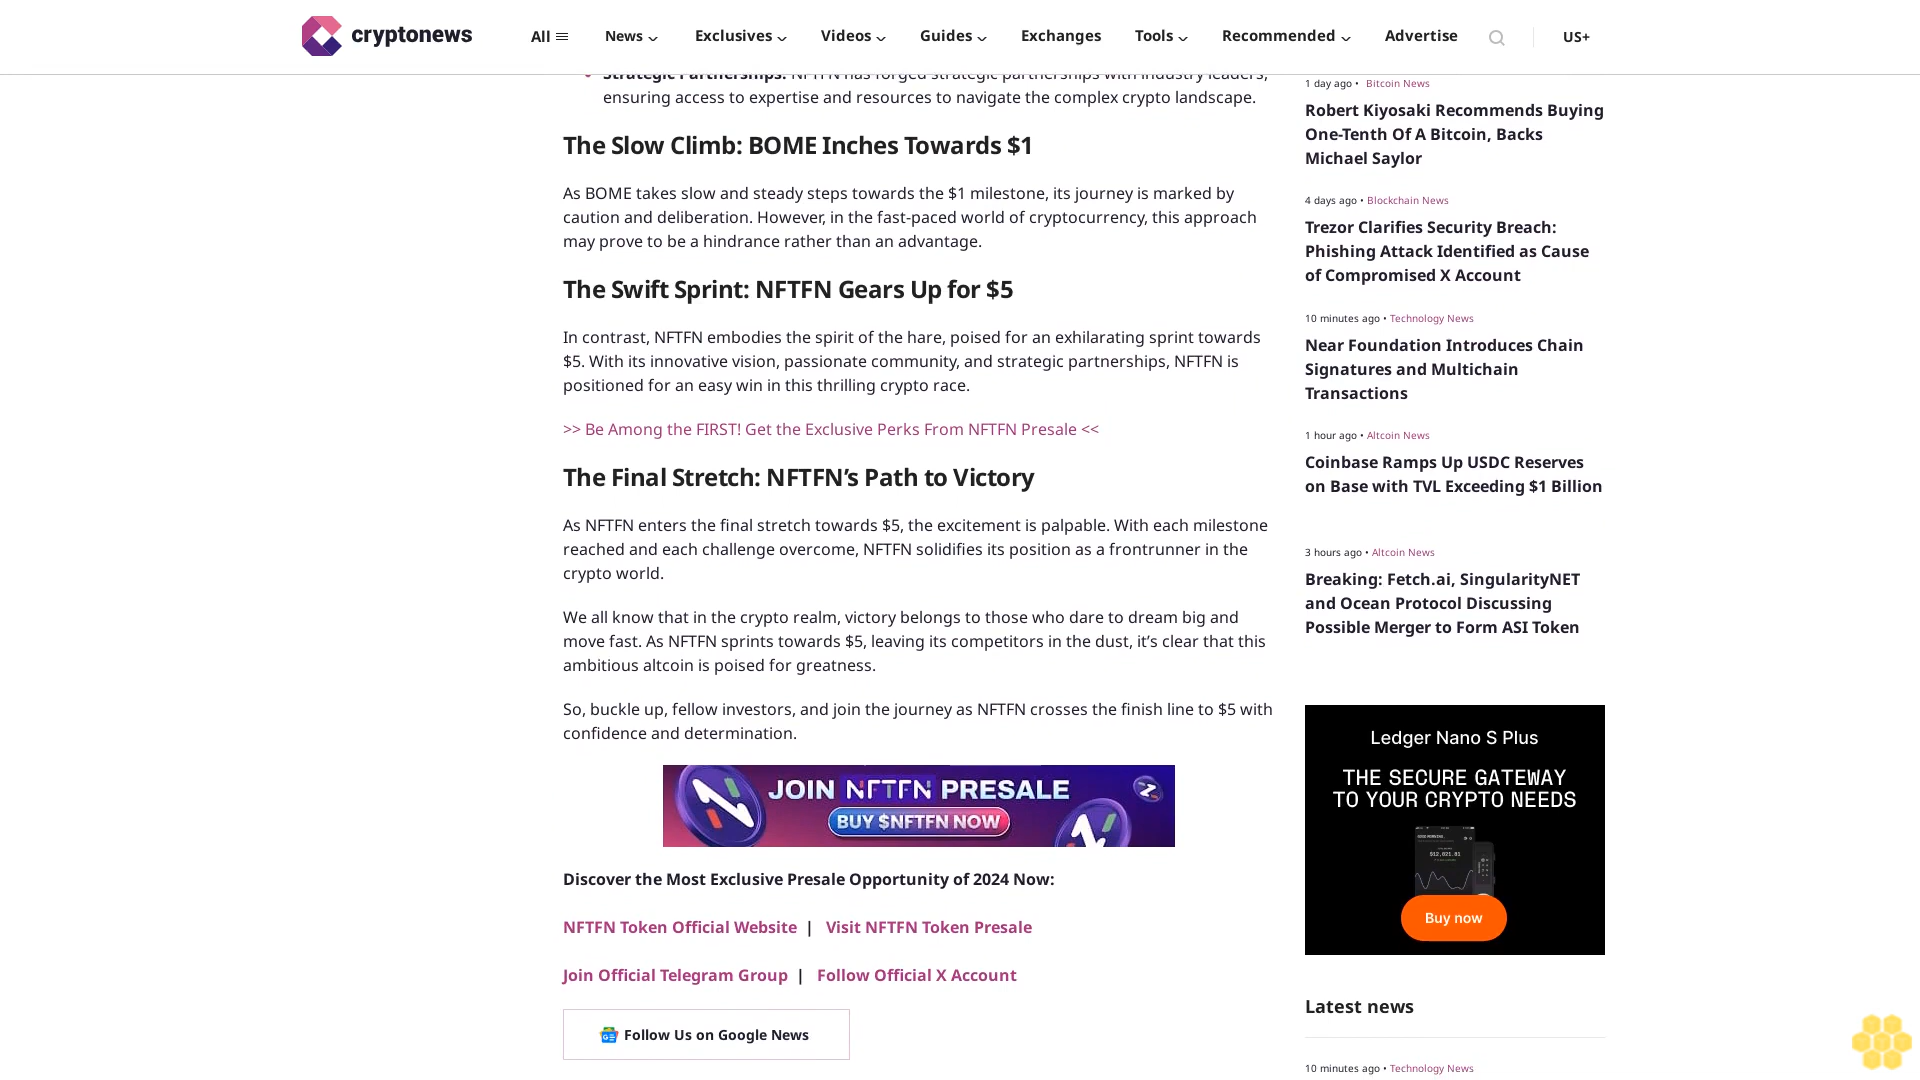 cryptonews
All
News
Exclusives
Videos
Guides
Exchanges
Tools
Recommended
Advertise
US+
Strategic Partnerships: NFTFN has forged strategic partnerships with industry leaders,
ensuring access to expertise and resources to navigate the complex crypto landscape.
The Slow Climb: BOME Inches Towards $1
As BOME takes slow and steady steps towards the $1 milestone, its journey is marked by
caution and deliberation. However, in the fast-paced world of cryptocurrency, this approach
may prove to be a hindrance rather than an advantage.
The Swift Sprint: NFTFN Gears Up for $5
In contrast, NFTFN embodies the spirit of the hare, poised for an exhilarating sprint towards
$5. With its innovative vision, passionate community, and strategic partnerships, NFTFN is
positioned for an easy win in this thrilling crypto race.
>> Be Among the FIRST! Get the Exclusive Perks From NFTFN Presale <<
The Final Stretch: NFTFN’s Path to Victory
As NFTFN enters the final stretch towards $5, the excitement is palpable. With each milestone
reached and each challenge overcome, NFTFN solidifies its position as a frontrunner in the
crypto world.
We all know that in the crypto realm, victory belongs to those who dare to dream big and
move fast. As NFTFN sprints towards $5, leaving its competitors in the dust, it’s clear that this
ambitious altcoin is poised for greatness.
So, buckle up, fellow investors, and join the journey as NFTFN crosses the finish line to $5 with
confidence and determination.
JOIN NFTFN PRESALE
BUY $NFTFN NOW
Discover the Most Exclusive Presale Opportunity of 2024 Now:
NFTFN Token Official Website | Visit NFTFN Token Presale
Join Official Telegram Group | Follow Official X Account
Follow Us on Google News
1 day ago • Bitcoin News
Robert Kiyosaki Recommends Buying
One-Tenth Of A Bitcoin, Backs
Michael Saylor
4 days ago • Blockchain News
Trezor Clarifies Security Breach:
Phishing Attack Identified as Cause
of Compromised X Account
10 minutes ago • Technology News
Near Foundation Introduces Chain
Signatures and Multichain
Transactions
1 hour ago • Altcoin News
Coinbase Ramps Up USDC Reserves
on Base with TVL Exceeding $1 Billion
3 hours ago • Altcoin News
Breaking: Fetch.ai, SingularityNET
and Ocean Protocol Discussing
Possible Merger to Form ASI Token
Ledger Nano S Plus
THE SECURE GATEWAY
TO YOUR CRYPTO NEEDS
$12,821.81
Buy now
Latest news
10 minutes ago • Technology News